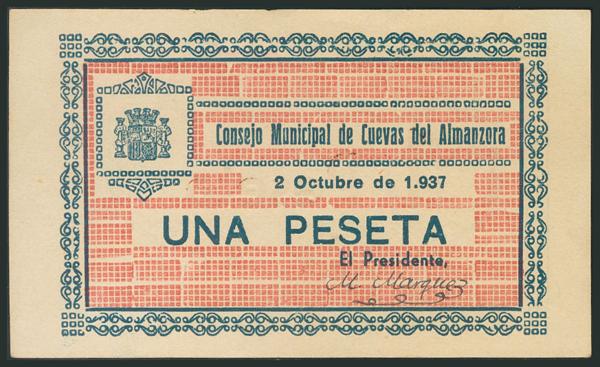 Consejo Municipal de Cuevas del Almanzora
2 Octubre de 1.937
UNA PESETA
El Presidente,
M. Marquez